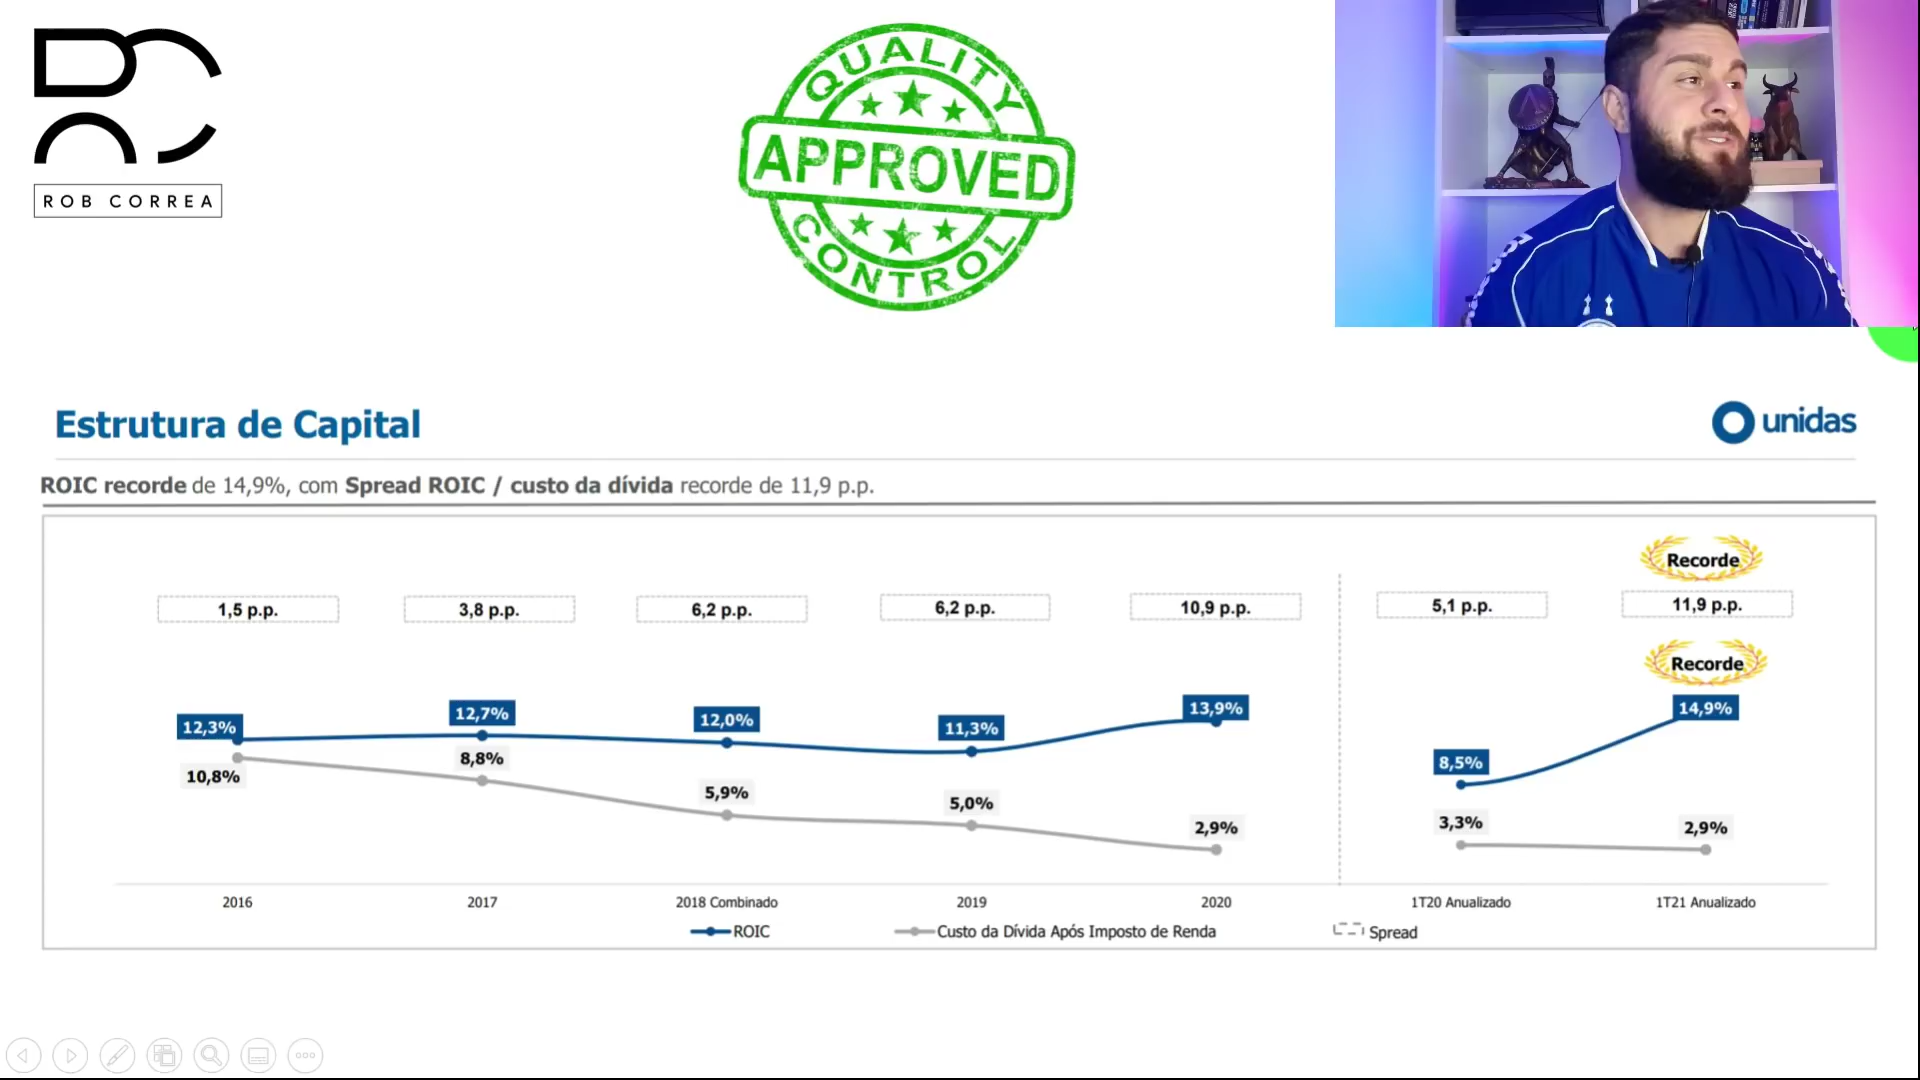 ROB CORREA
QUALITY
APPROVED
CONTROL
Estrutura de Capital
unidas
ROIC recorde de 14,9%, com Spread ROIC / custo da dívida recorde de 11,9 p.p.
Recorde
1,5 p.p. 3,8 p.p. 6,2 p.p. 6,2 p.p. 10,9 p.p. 5,1 p.p. 11,9 p.p.
Recorde
12,3% 12,7% 12,0% 11,3% 13,9% 8,5% 14,9%
10,8% 8,8% 5,9% 5,0% 2,9% 3,3% 2,9%
2016 2017 2018 Combinado 2019 2020 1T20 Anualizado 1T21 Anualizado
ROIC Custo da Dívida Após Imposto de Renda Spread